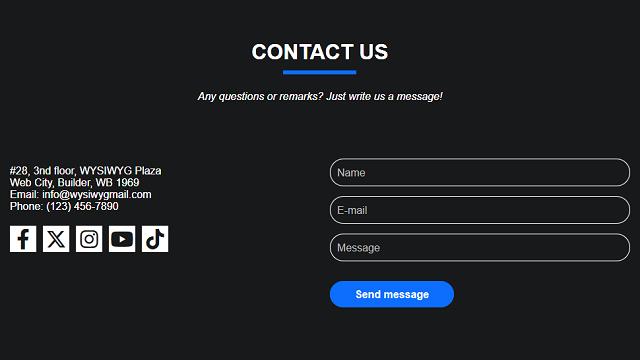 CONTACT US
Any questions or remarks? Just write us a message!
#28, 3nd floor, WYSIWYG Plaza
Web City, Builder, WB 1969
Email: info@wysiwygmail.com
Phone: (123) 456-7890
Name
E-mail
Message
Send message